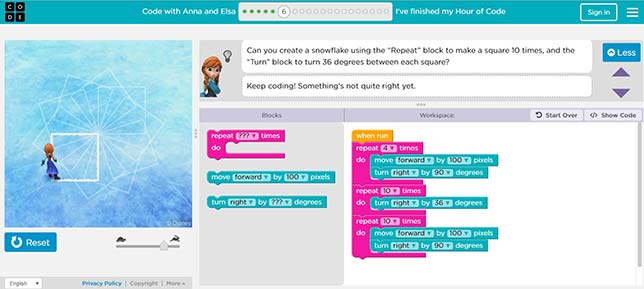 C O
D E
Code with Anna and Elsa
6
I've finished my Hour of Code
Sign in
Can you create a snowflake using the "Repeat" block to make a square 10 times, and the
"Turn" block to turn 36 degrees between each square?
Less
Keep coding! Something's not quite right yet.
Blocks
Workspace:
Start Over
Show Code
repeat ??? times
do
move forward by 100 pixels
turn right by ??? degrees
when run
repeat 4 times
do move forward by 100 pixels
turn right by 90 degrees
repeat 10 times
do turn right by 36 degrees
repeat 10 times
do move forward by 100 pixels
turn right by 90 degrees
© Disney
Reset
English
Privacy Policy | Copyright | More